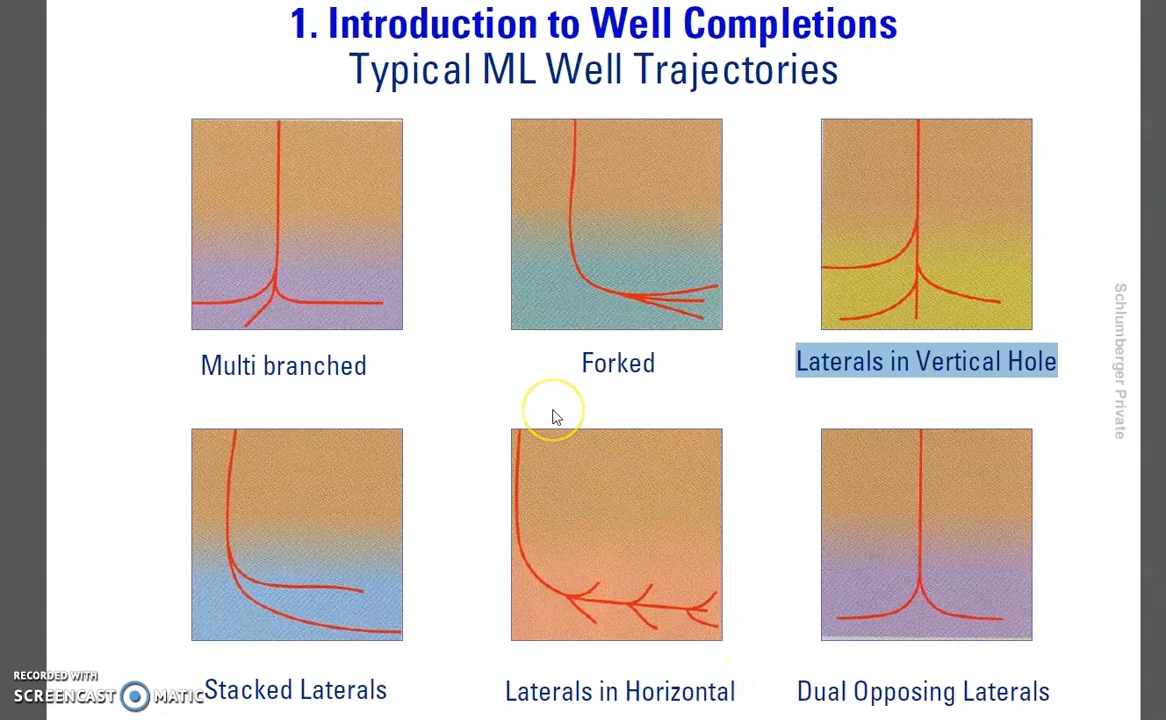 1. Introduction to Well Completions
Typical ML Well Trajectories
Multi branched
Forked
Laterals in Vertical Hole
Schlumberger Private
Stacked Laterals
Laterals in Horizontal
Dual Opposing Laterals
RECORDED WITH
SCREENCAST MATIC